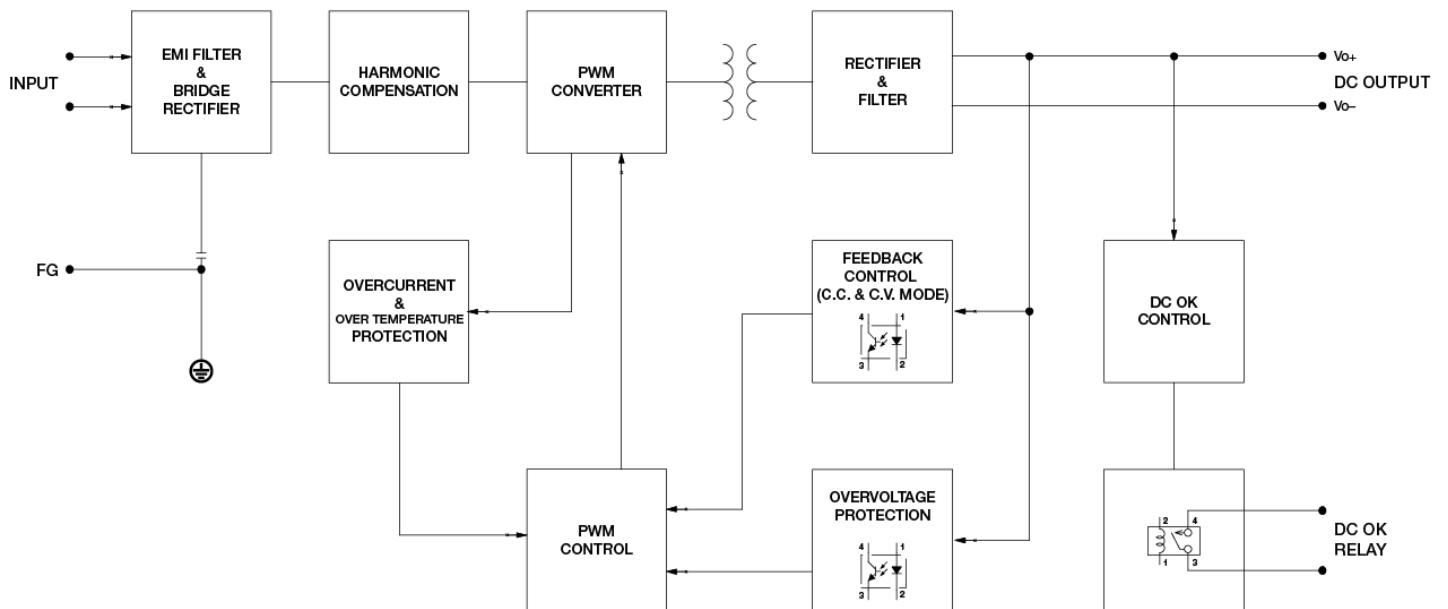 INPUT
EMI FILTER
&
BRIDGE
RECTIFIER
HARMONIC
COMPENSATION
PWM
CONVERTER
RECTIFIER
&
FILTER
Vo+
DC OUTPUT
Vo–
FG
OVERCURRENT
&
OVER TEMPERATURE
PROTECTION
FEEDBACK
CONTROL
(C.C. & C.V. MODE)
4 1
3 2
DC OK
CONTROL
PWM
CONTROL
OVERVOLTAGE
PROTECTION
4 1
3 2
2 4
1 3
DC OK
RELAY